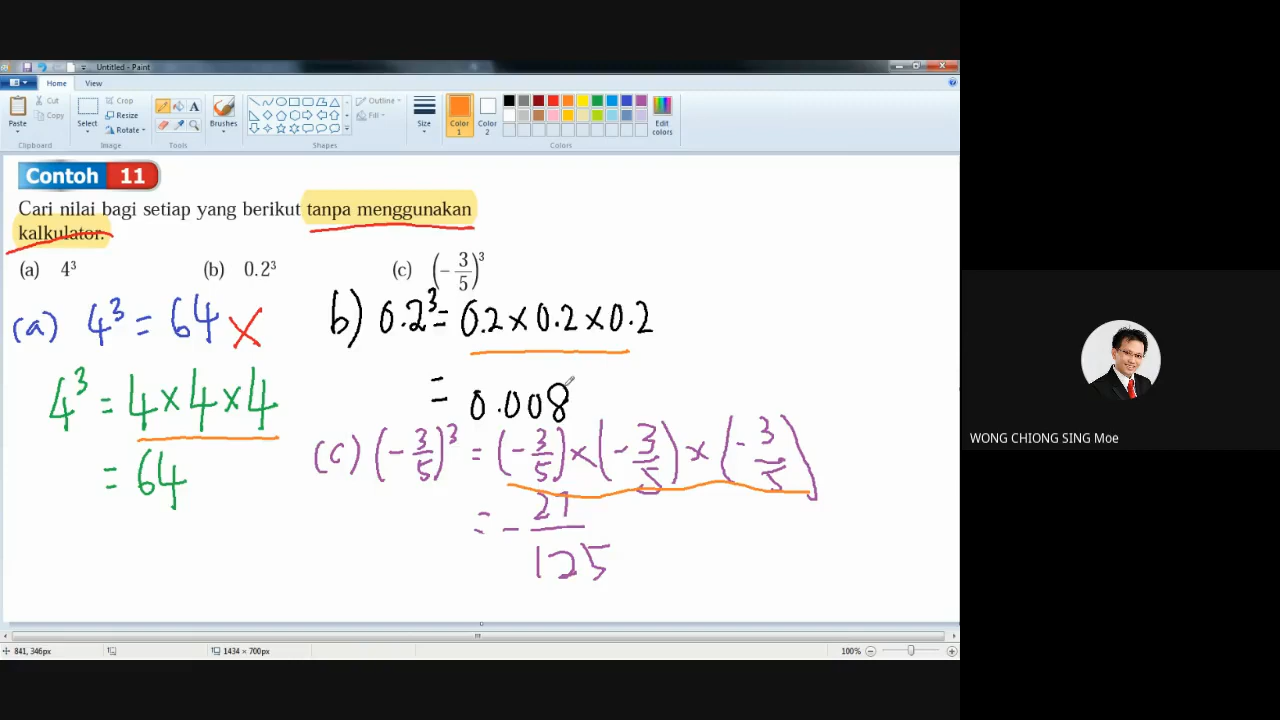 Untitled - Paint
Home View
Paste
Cut
Copy
Clipboard
Select
Crop
Resize
Rotate
Image
Tools
Brushes
Shapes
Outline
Fill
Size
Color 1
Color 2
Edit colors
Colors
Contoh 11
Cari nilai bagi setiap yang berikut tanpa menggunakan
kalkulator.
(a) 4³ (b) 0.2³ (c) (− 3/5)³
(a) 4³ = 64 X
4³ = 4 × 4 × 4
= 64
b) 0.2³ = 0.2 × 0.2 × 0.2
= 0.008
(c) (− 3/5)³ = (− 3/5) × (− 3/5) × (− 3/5)
= − 27/125
WONG CHIONG SING Moe
841, 346px
1434 × 700px
100%